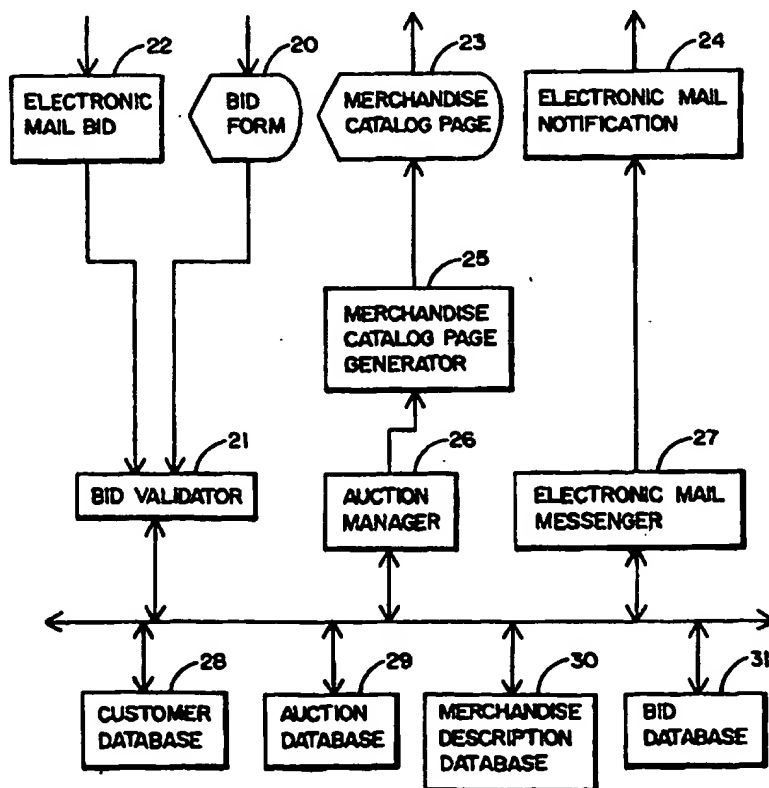 22
20
23
24
ELECTRONIC
MAIL BID
BID
FORM
MERCHANDISE
CATALOG PAGE
ELECTRONIC MAIL
NOTIFICATION
25
MERCHANDISE
CATALOG PAGE
GENERATOR
21
26
27
BID VALIDATOR
AUCTION
MANAGER
ELECTRONIC MAIL
MESSENGER
28
29
30
31
CUSTOMER
DATABASE
AUCTION
DATABASE
MERCHANDISE
DESCRIPTION
DATABASE
BID
DATABASE